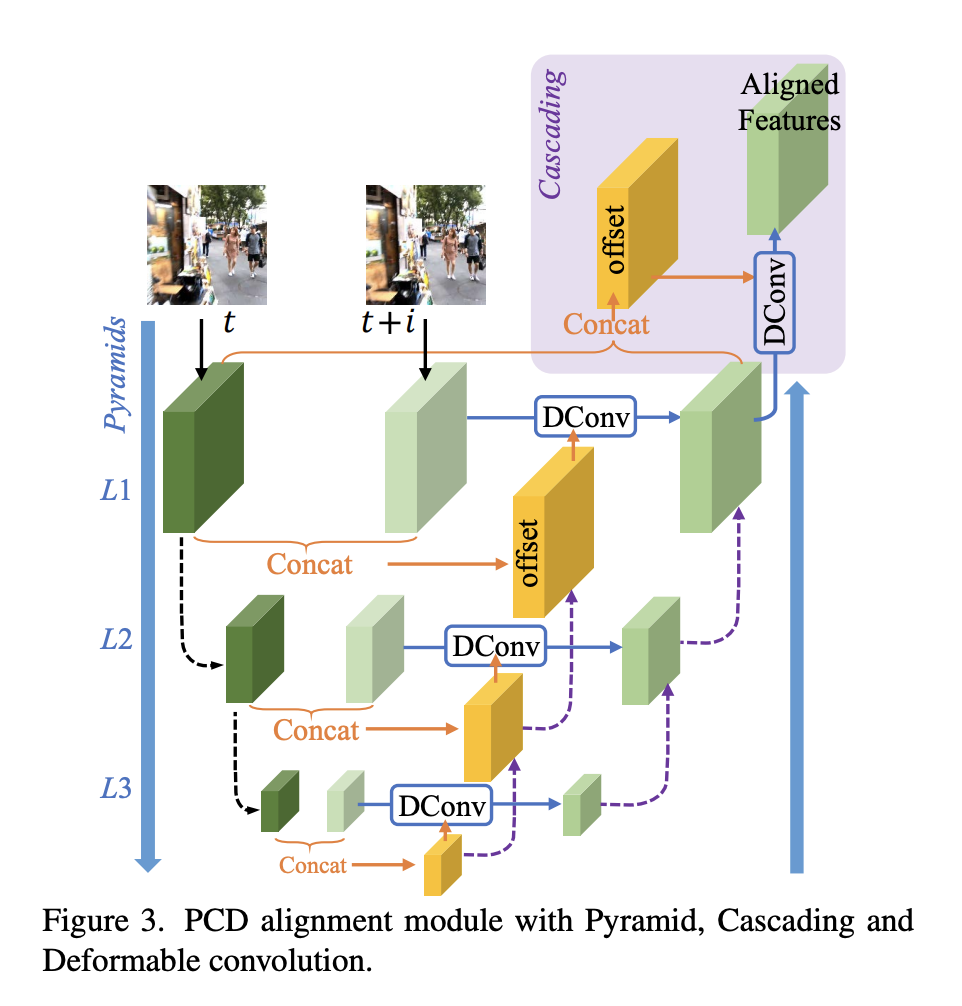 Aligned
Features
Cascading
offset
DConv
Concat
t
t+i
Pyramids
DConv
L1
offset
Concat
L2
DConv
Concat
L3
DConv
Concat
Figure 3. PCD alignment module with Pyramid, Cascading and
Deformable convolution.